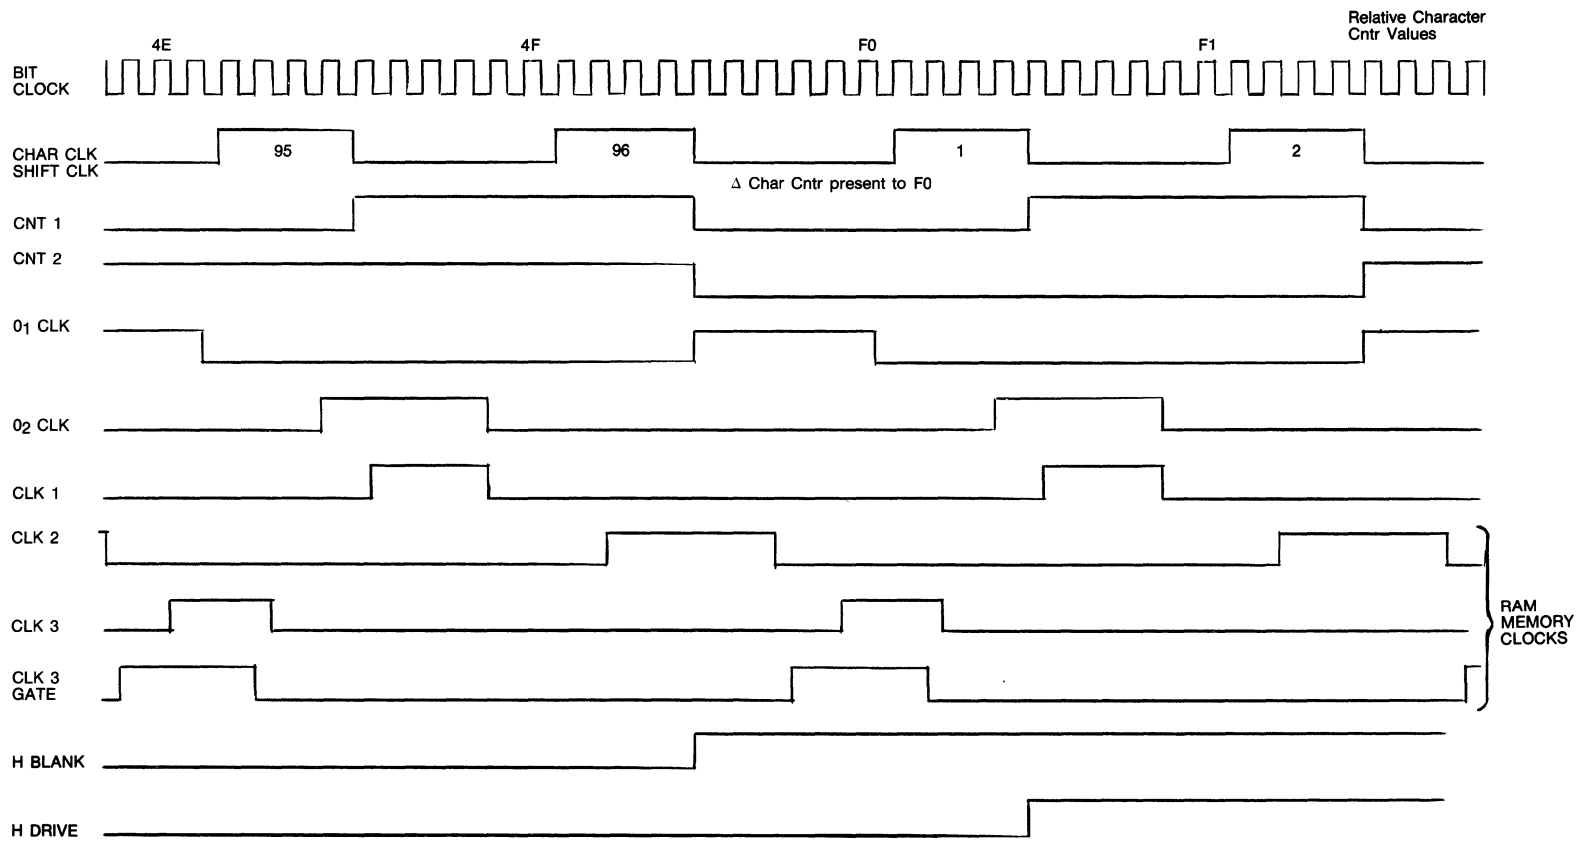 Relative Character
Cntr Values
4E
4F
F0
F1
BIT
CLOCK
CHAR CLK
SHIFT CLK
95
96
1
2
Δ Char Cntr present to F0
CNT 1
CNT 2
01 CLK
02 CLK
CLK 1
CLK 2
CLK 3
CLK 3
GATE
RAM
MEMORY
CLOCKS
H BLANK
H DRIVE